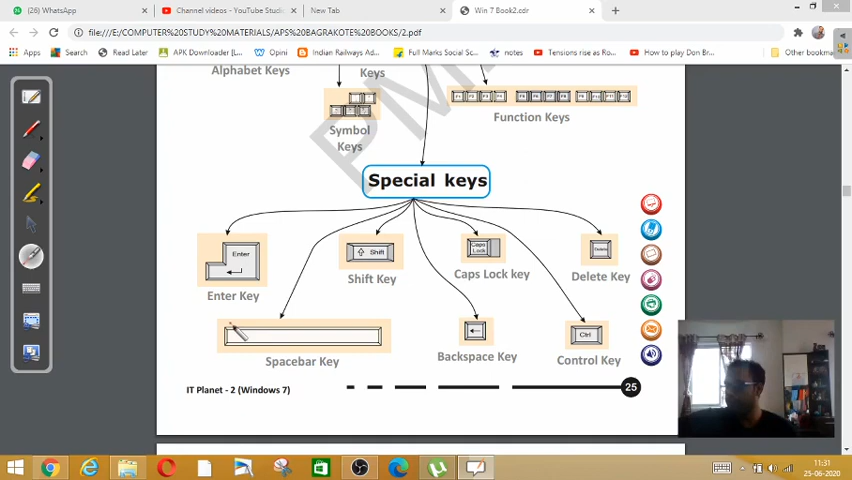 (26) WhatsApp
Channel videos - YouTube Studi
New Tab
Win 7 Book2.cdr
file:///E:/COMPUTER%20STUDY%20MATERIALS/APS%20BAGRAKOTE%20BOOKS/2.pdf
Apps
Search
Read Later
APK Downloader [L...
Opini
Indian Railways Ad...
Full Marks Social Sc...
notes
Tensions rise as Ro...
How to play Don Br...
Other bookma
Alphabet Keys
Keys
Symbol
Keys
Function Keys
Special keys
Enter
Shift
Caps
Lock
Enter Key
Shift Key
Caps Lock key
Delete Key
Ctrl
Spacebar Key
Backspace Key
Control Key
IT Planet - 2 (Windows 7)
25
11:31
25-06-2020